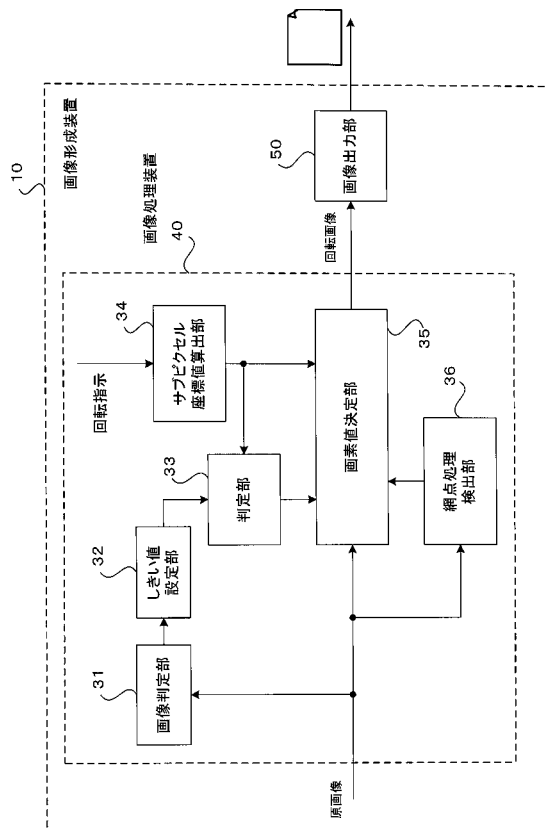 10
画像形成装置
画像処理装置
40
回転指示
34
サブピクセル
座標値算出部
33
判定部
32
しきい値
設定部
31
画像判定部
35
画素値決定部
36
網点処理
検出部
原画像
回転画像
50
画像出力部